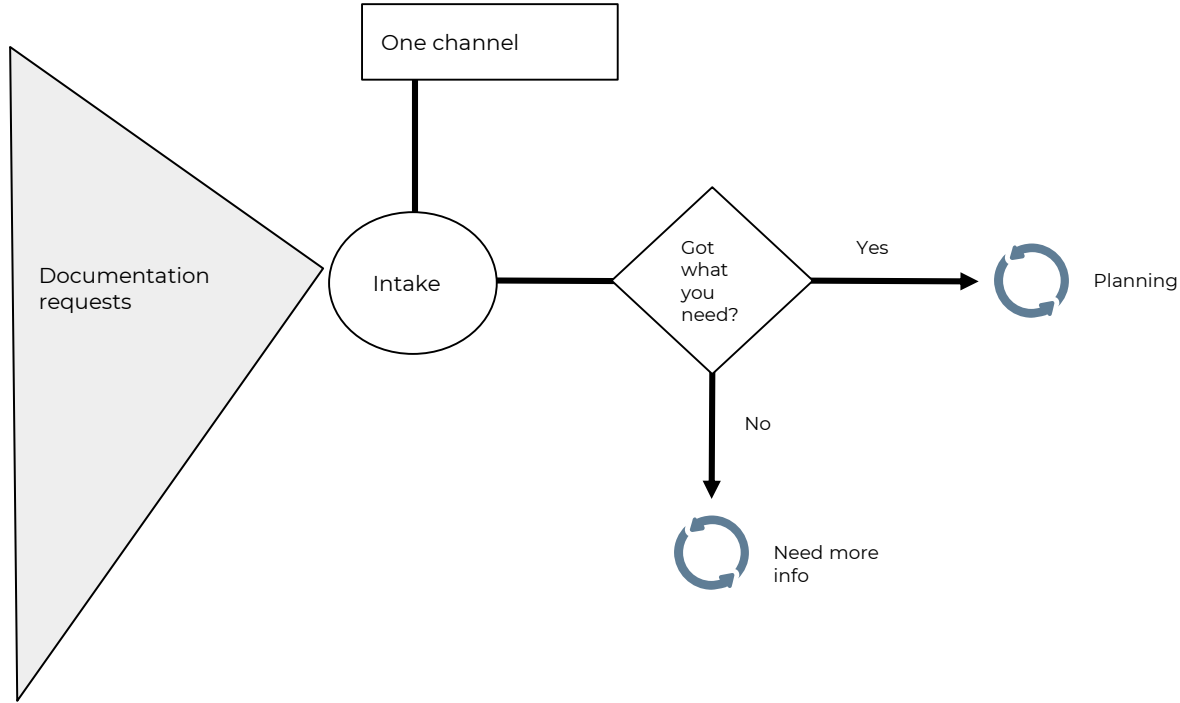 One channel
Documentation
requests
Intake
Got
what
you
need?
Yes
Planning
No
Need more
info